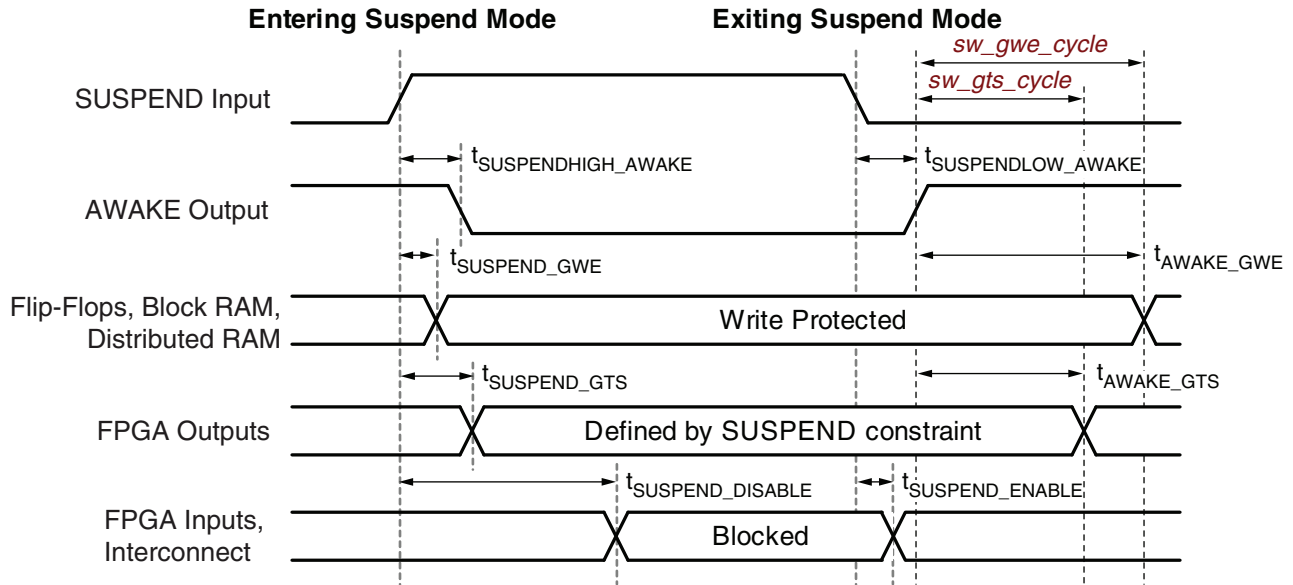 Entering Suspend Mode
Exiting Suspend Mode
sw_gwe_cycle
sw_gts_cycle
SUSPEND Input
tSUSPENDHIGH_AWAKE
tSUSPENDLOW_AWAKE
AWAKE Output
tSUSPEND_GWE
tAWAKE_GWE
Flip-Flops, Block RAM,
Distributed RAM
Write Protected
tSUSPEND_GTS
tAWAKE_GTS
FPGA Outputs
Defined by SUSPEND constraint
tSUSPEND_DISABLE
tSUSPEND_ENABLE
FPGA Inputs,
Interconnect
Blocked